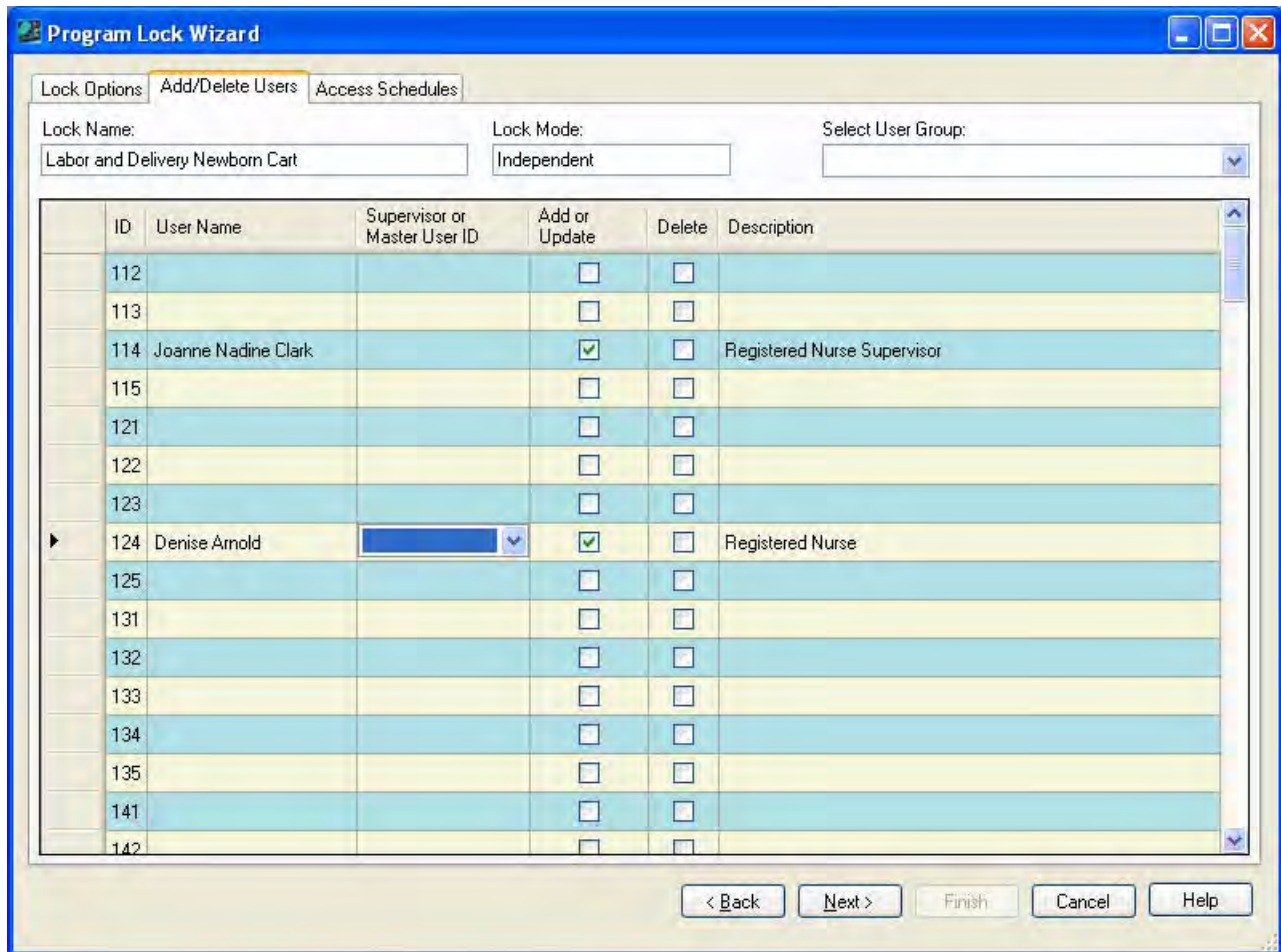 Program Lock Wizard
Lock Options Add/Delete Users Access Schedules
Lock Name: Lock Mode: Select User Group:
Labor and Delivery Newborn Cart Independent
ID User Name Supervisor or Master User ID Add or Update Delete Description
112
113
114 Joanne Nadine Clark Registered Nurse Supervisor
115
121
122
123
124 Denise Arnold Registered Nurse
125
131
132
133
134
135
141
142
< Back Next > Finish Cancel Help